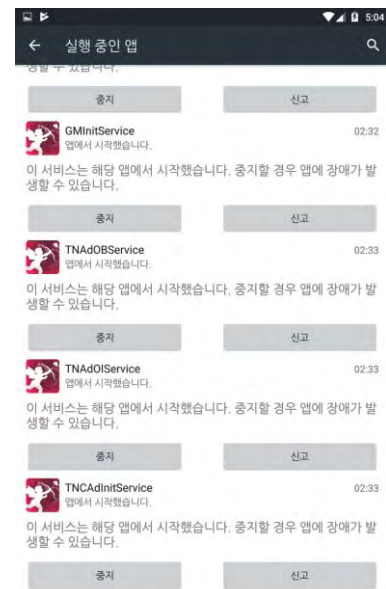 5:04
실행 중인 앱
생할 수 있습니다.
중지 신고
GMInitService 02:32
앱에서 시작했습니다.
이 서비스는 해당 앱에서 시작했습니다. 중지할 경우 앱에 장애가 발
생할 수 있습니다.
중지 신고
TNAdOBService 02:33
앱에서 시작했습니다.
이 서비스는 해당 앱에서 시작했습니다. 중지할 경우 앱에 장애가 발
생할 수 있습니다.
중지 신고
TNAdOIService 02:33
앱에서 시작했습니다.
이 서비스는 해당 앱에서 시작했습니다. 중지할 경우 앱에 장애가 발
생할 수 있습니다.
중지 신고
TNCAdInitService 02:33
앱에서 시작했습니다.
이 서비스는 해당 앱에서 시작했습니다. 중지할 경우 앱에 장애가 발
생할 수 있습니다.
중지 신고